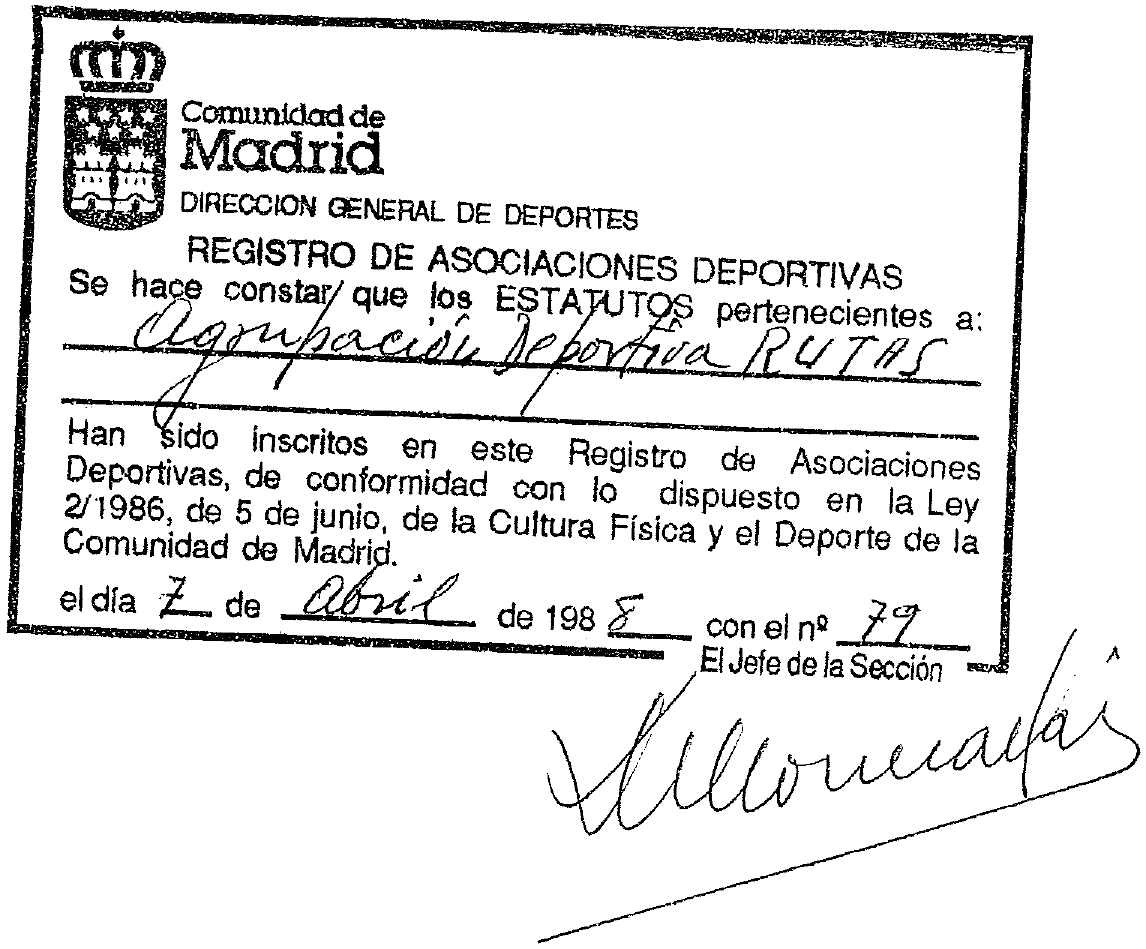 Comunidad de
Madrid
DIRECCION GENERAL DE DEPORTES
REGISTRO DE ASOCIACIONES DEPORTIVAS
Se hace constar que los ESTATUTOS pertenecientes a:
Agrupación Deportiva RUTAS
Han sido inscritos en este Registro de Asociaciones
Deportivas, de conformidad con lo dispuesto en la Ley
2/1986, de 5 de junio, de la Cultura Física y el Deporte de la
Comunidad de Madrid.
el día 7 de abril de 1988 con el nº 79
El Jefe de la Sección